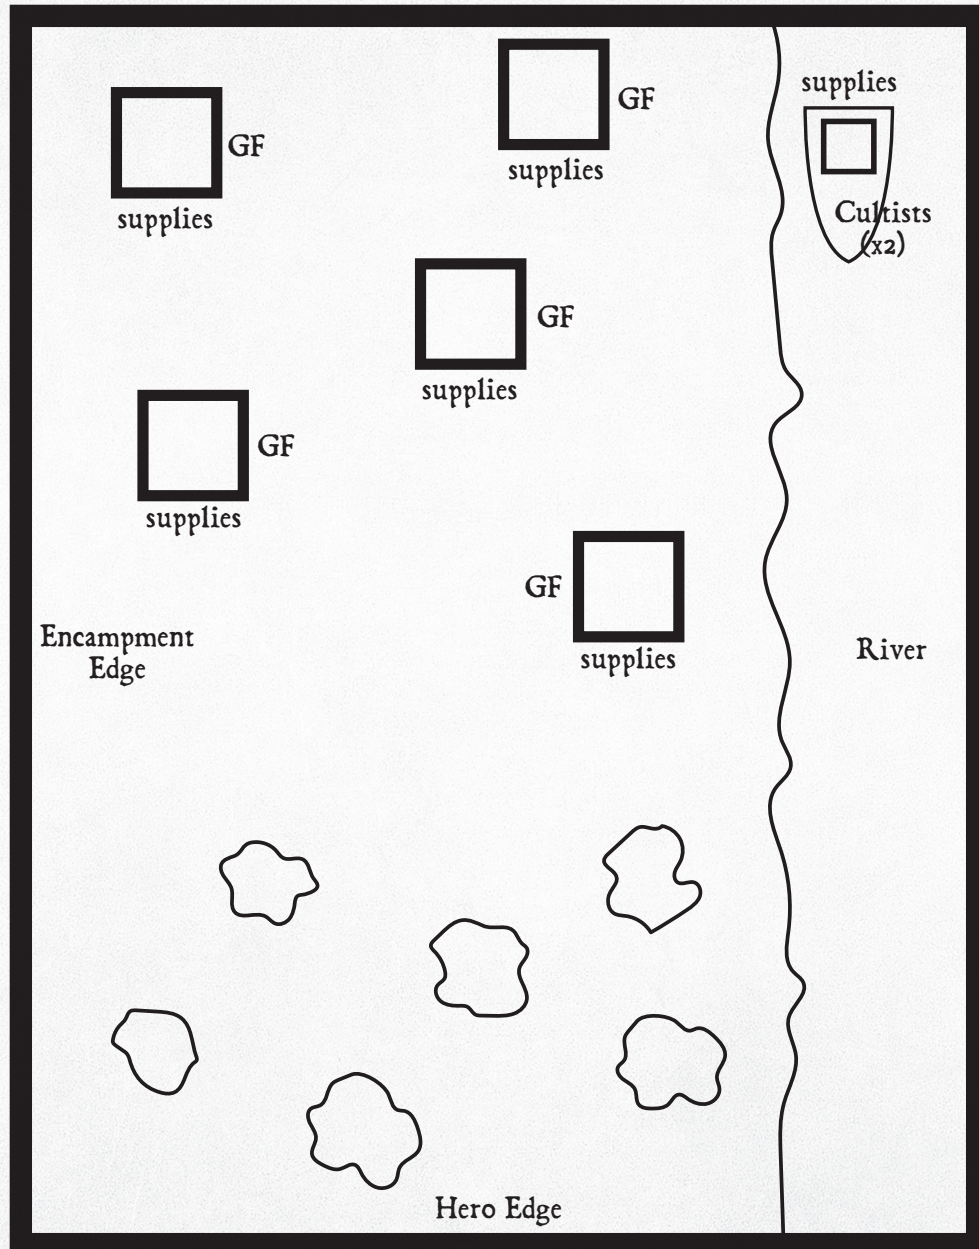 supplies
GF
GF
supplies
supplies
Cultists
(x2)
GF
supplies
GF
supplies
GF
supplies
Encampment
Edge
River
Hero Edge